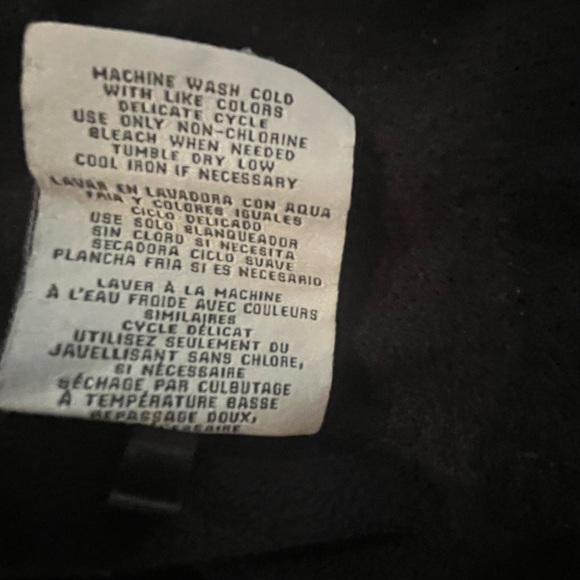 MACHINE WASH COLD
WITH LIKE COLORS
DELICATE CYCLE
USE ONLY NON-CHLORINE
BLEACH WHEN NEEDED
TUMBLE DRY LOW
COOL IRON IF NECESSARY
LAVAR EN LAVADORA CON AQUA
FRIA Y COLORES IGUALES
CICLO DELICADO
USE SOLO BLANQUEADOR
SIN CLORO SI NECESITA
SECADORA CICLO SUAVE
PLANCHA FRIA SI ES NECESARIO
LAVER À LA MACHINE
À L'EAU FROIDE AVEC COULEURS
SIMILAIRES
CYCLE DÉLICAT
UTILISEZ SEULEMENT DU
JAVELLISANT SANS CHLORE,
SI NÉCESSAIRE
SÉCHAGE PAR CULBUTAGE
À TEMPÉRATURE BASSE
REPASSAGE DOUX,